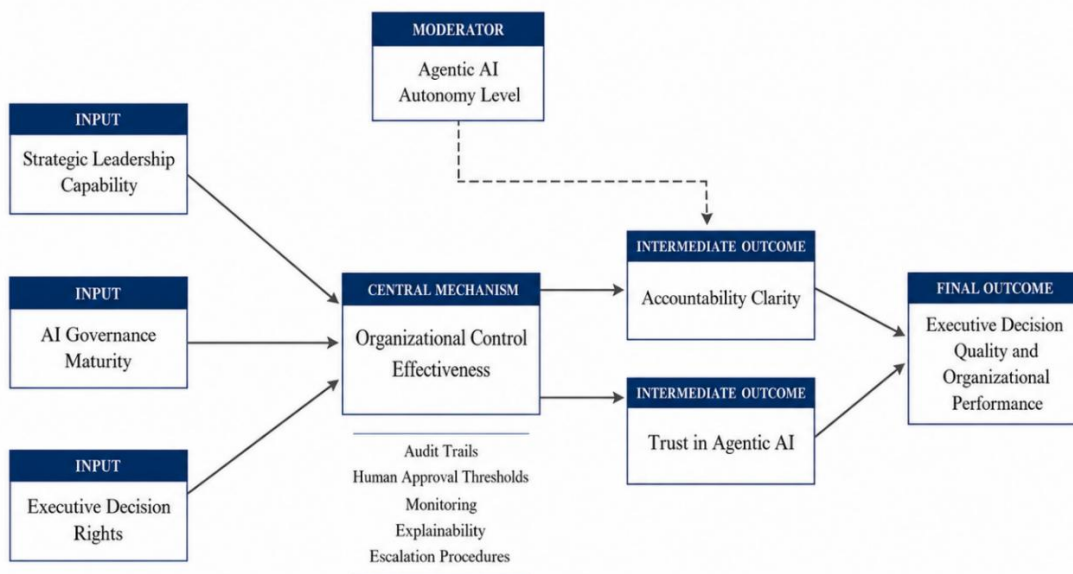 MODERATOR
Agentic AI
Autonomy Level
INPUT
Strategic Leadership
Capability
INPUT
AI Governance
Maturity
INPUT
Executive Decision
Rights
CENTRAL MECHANISM
Organizational Control
Effectiveness
Audit Trails
Human Approval Thresholds
Monitoring
Explainability
Escalation Procedures
INTERMEDIATE OUTCOME
Accountability Clarity
INTERMEDIATE OUTCOME
Trust in Agentic AI
FINAL OUTCOME
Executive Decision
Quality and
Organizational
Performance